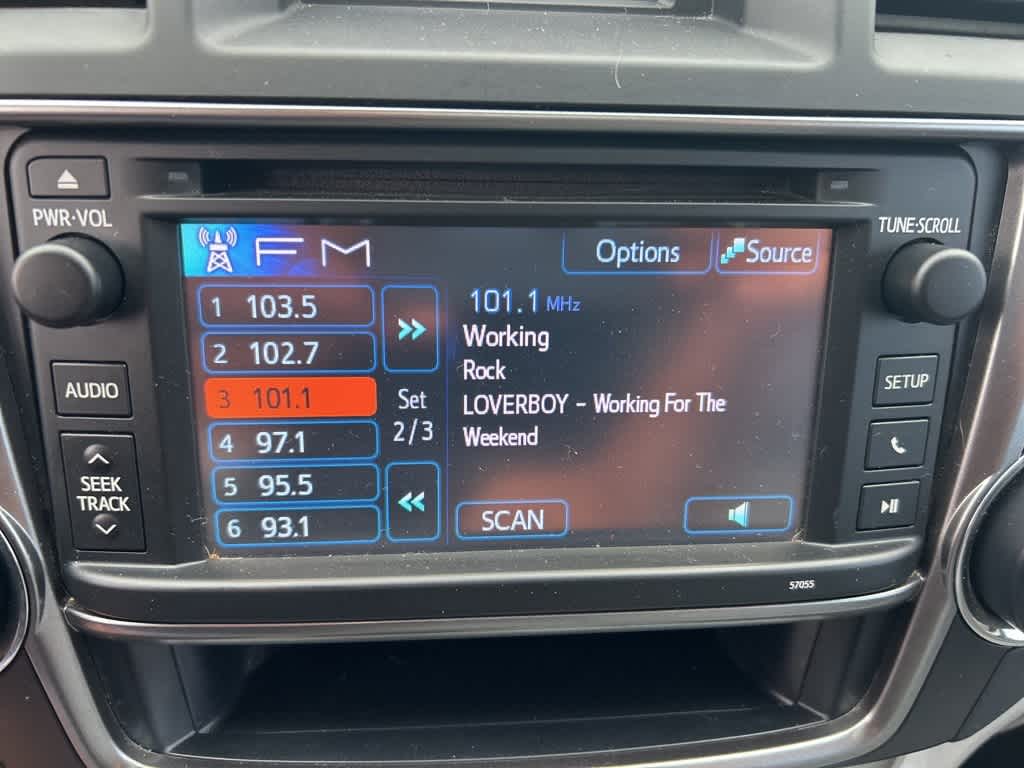 PWR·VOL
TUNE·SCROLL
FM
Options
Source
1 103.5
2 102.7
3 101.1
4 97.1
5 95.5
6 93.1
Set
2/3
101.1 MHz
Working
Rock
LOVERBOY - Working For The
Weekend
SCAN
AUDIO
SEEK
TRACK
SETUP
57055